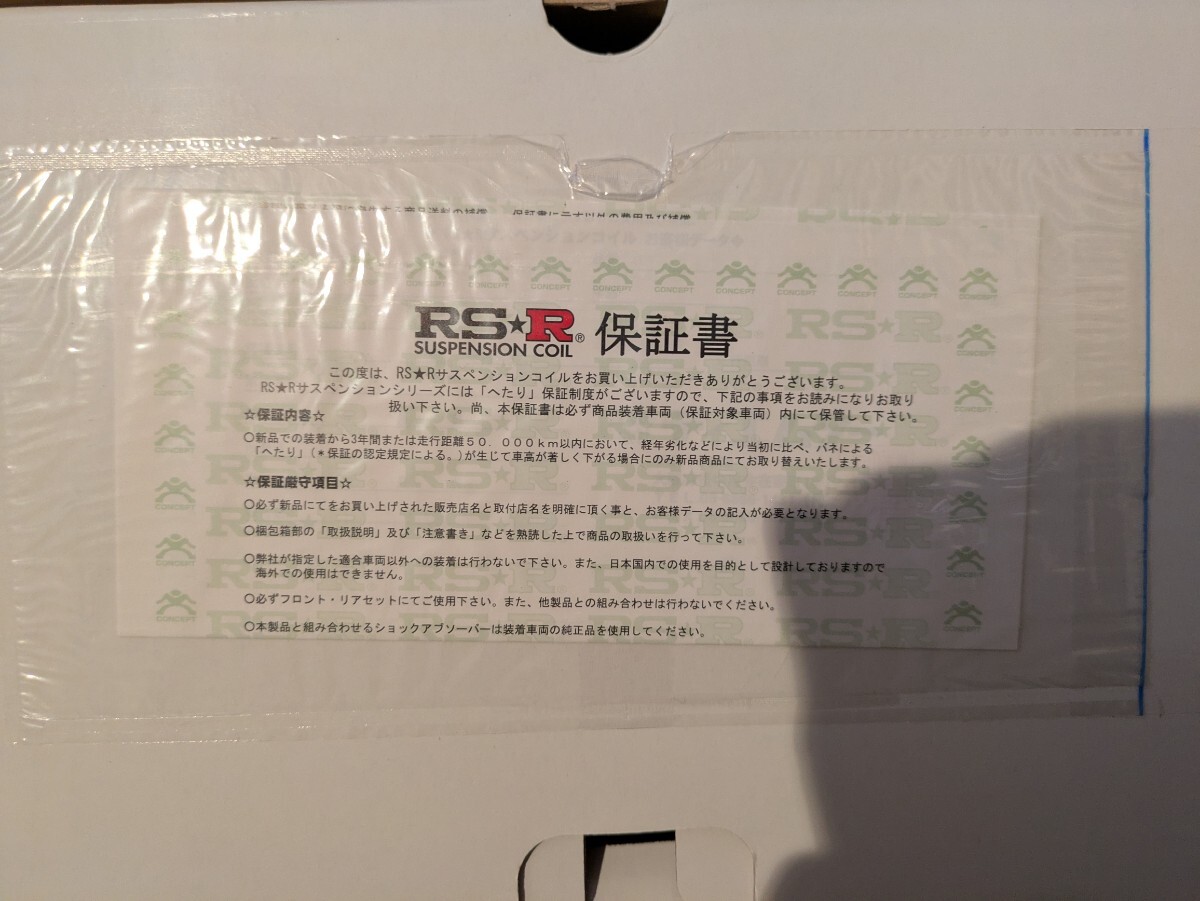 保証書に示す以外の費用及び補償
RS★R® 保証書
SUSPENSION COIL
この度は、RS★Rサスペンションコイルをお買い上げいただきありがとうございます。
RS★Rサスペンションシリーズには「へたり」保証制度がございますので、下記の事項をお読みになりお取り
扱い下さい。尚、本保証書は必ず商品装着車両（保証対象車両）内にて保管して下さい。
☆保証内容☆
○新品での装着から3年間または走行距離５０．０００ｋｍ以内において、経年劣化などにより当初に比べ、バネによる
「へたり」(＊保証の認定規定による。)が生じて車高が著しく下がる場合にのみ新品商品にてお取り替えいたします。
☆保証厳守項目☆
○必ず新品にてをお買い上げされた販売店名と取付店名を明確に頂く事と、お客様データの記入が必要となります。
○梱包箱部の「取扱説明」及び「注意書き」などを熟読した上で商品の取扱いを行って下さい。
○弊社が指定した適合車両以外への装着は行わないで下さい。また、日本国内での使用を目的として設計しておりますので
海外での使用はできません。
○必ずフロント・リアセットにてご使用下さい。また、他製品との組み合わせは行わないでください。
○本製品と組み合わせるショックアブソーバーは装着車両の純正品を使用してください。